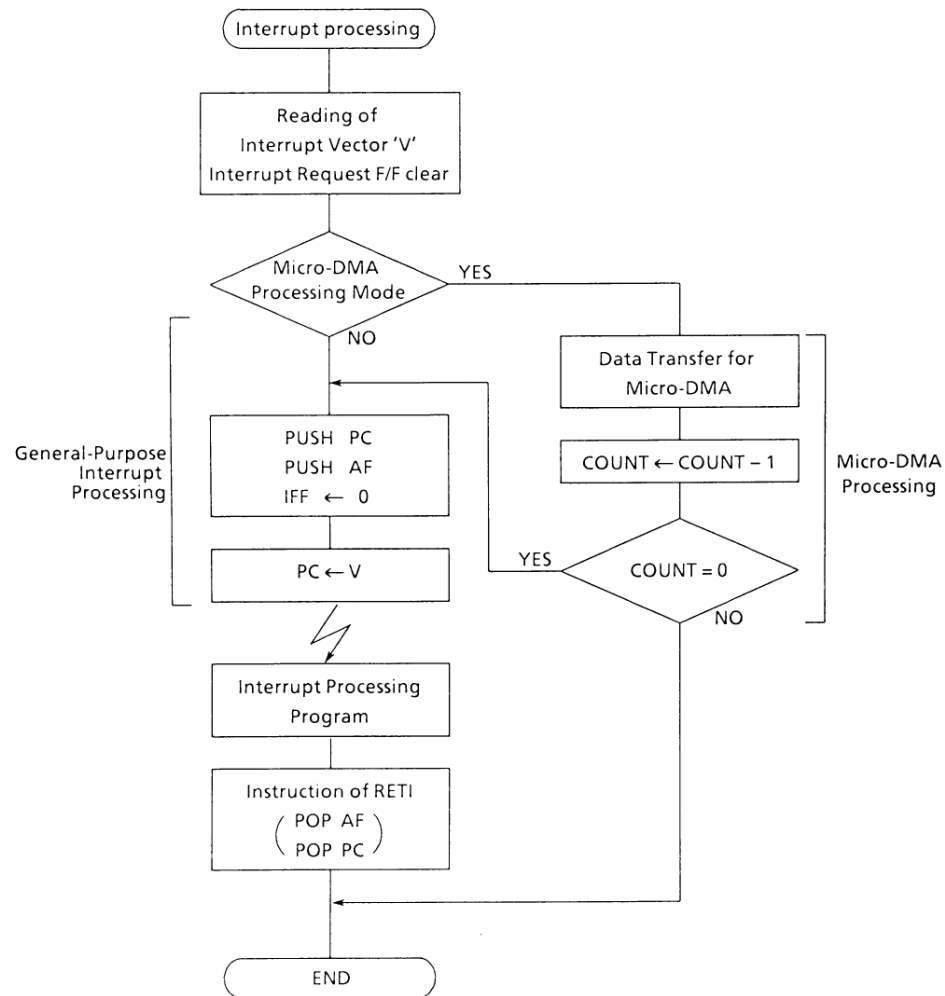 Interrupt processing
Reading of
Interrupt Vector ‘V’
Interrupt Request F/F clear
Micro-DMA
Processing Mode
YES
NO
Data Transfer for
Micro-DMA
COUNT ← COUNT – 1
COUNT = 0
YES
NO
Micro-DMA
Processing
General-Purpose
Interrupt
Processing
PUSH PC
PUSH AF
IFF ← 0
PC ← V
Interrupt Processing
Program
Instruction of RETI
( POP AF
POP PC )
END